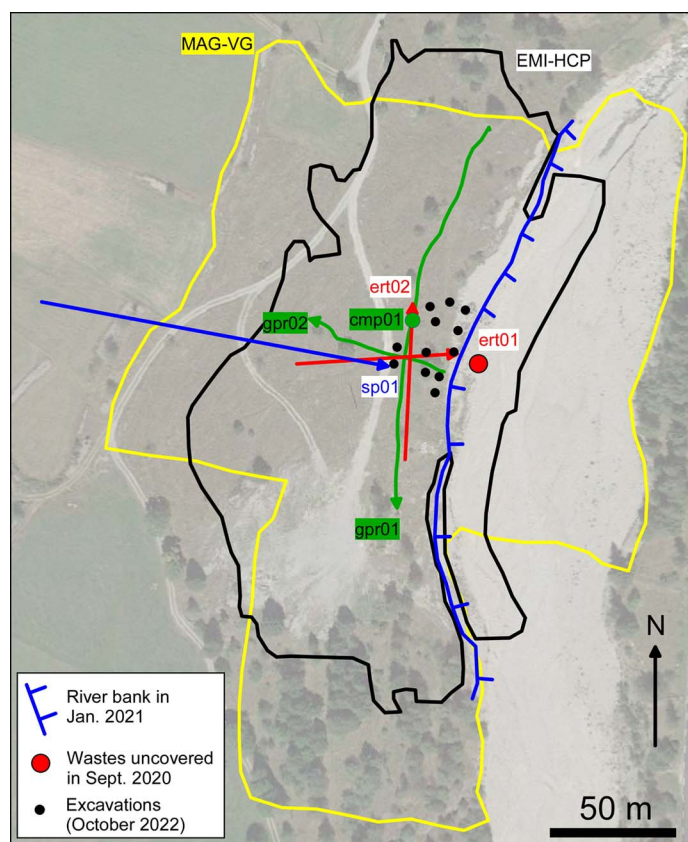 MAG-VG
EMI-HCP
ert02
gpr02
cmp01
ert01
sp01
gpr01
N
River bank in
Jan. 2021
Wastes uncovered
in Sept. 2020
Excavations
(October 2022)
50 m